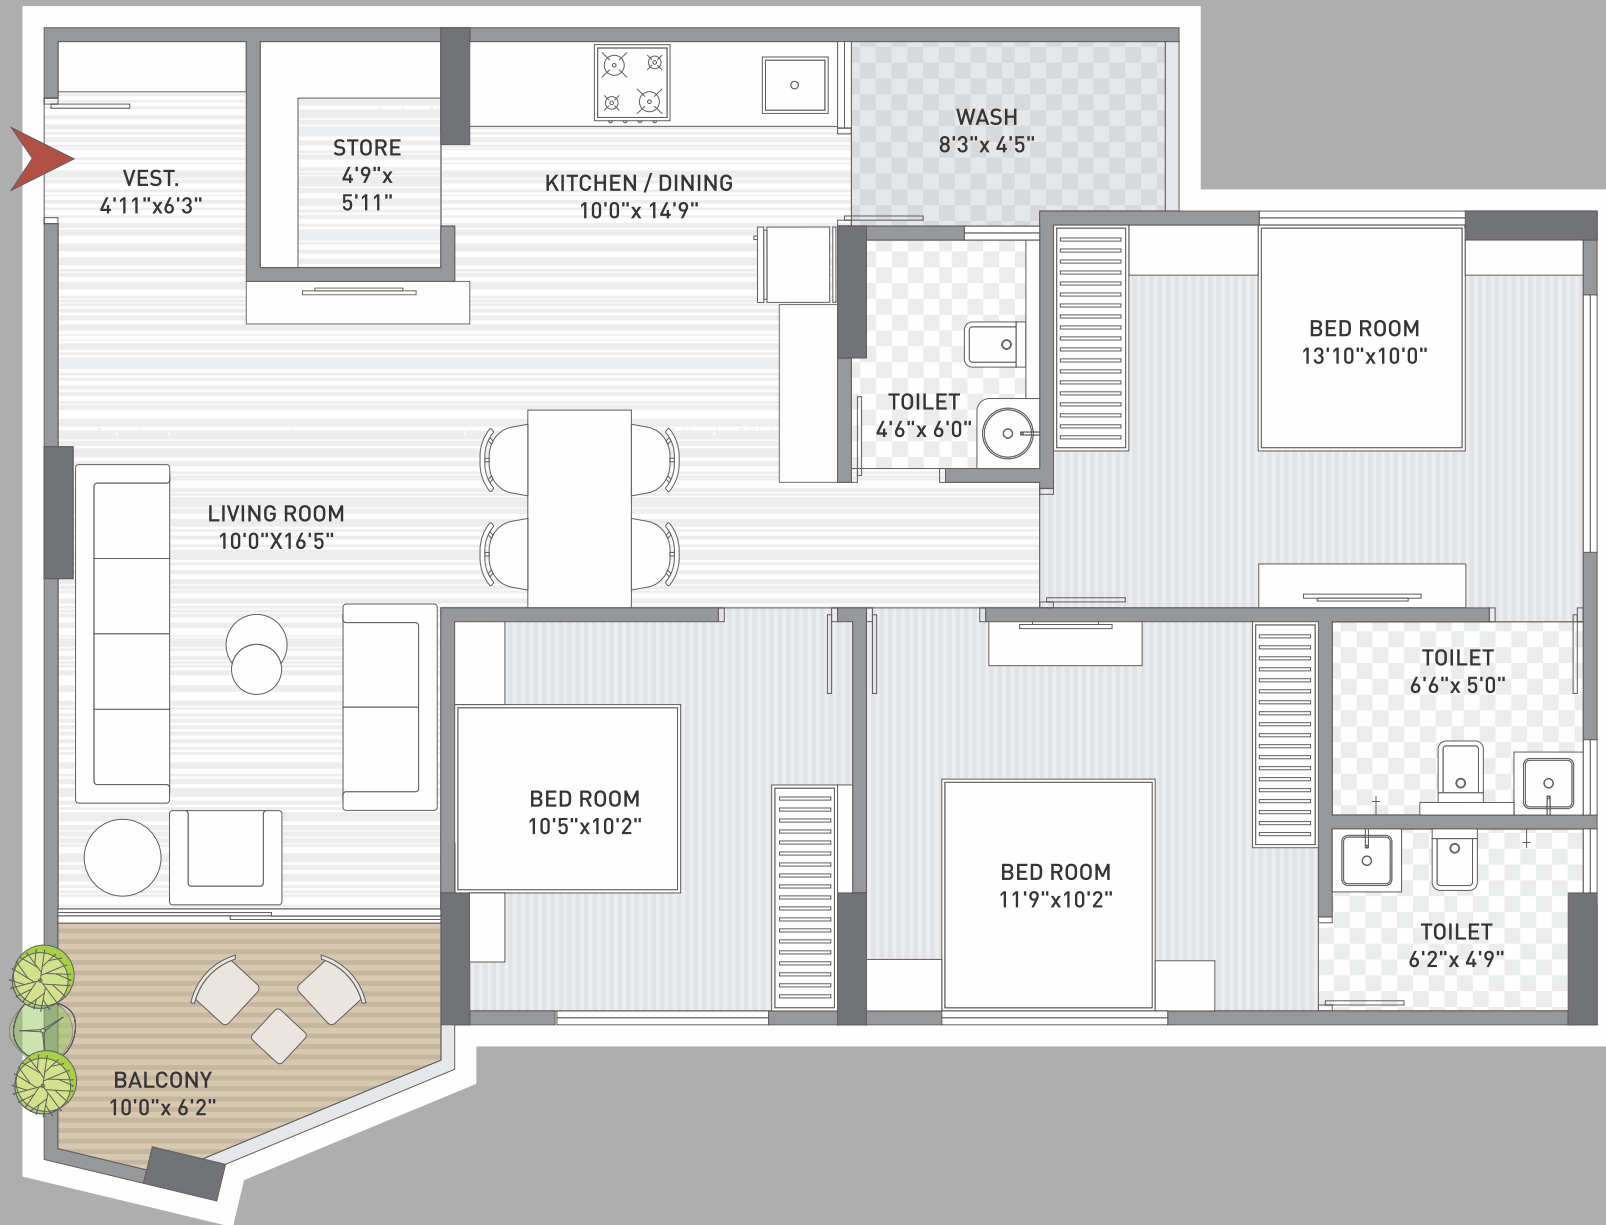 WASH
8'3"x 4'5"
STORE
4'9"x
5'11"
VEST.
4'11"x6'3"
KITCHEN / DINING
10'0"x 14'9"
BED ROOM
13'10"x10'0"
TOILET
4'6"x 6'0"
LIVING ROOM
10'0"X16'5"
TOILET
6'6"x 5'0"
BED ROOM
10'5"x10'2"
BED ROOM
11'9"x10'2"
TOILET
6'2"x 4'9"
BALCONY
10'0"x 6'2"